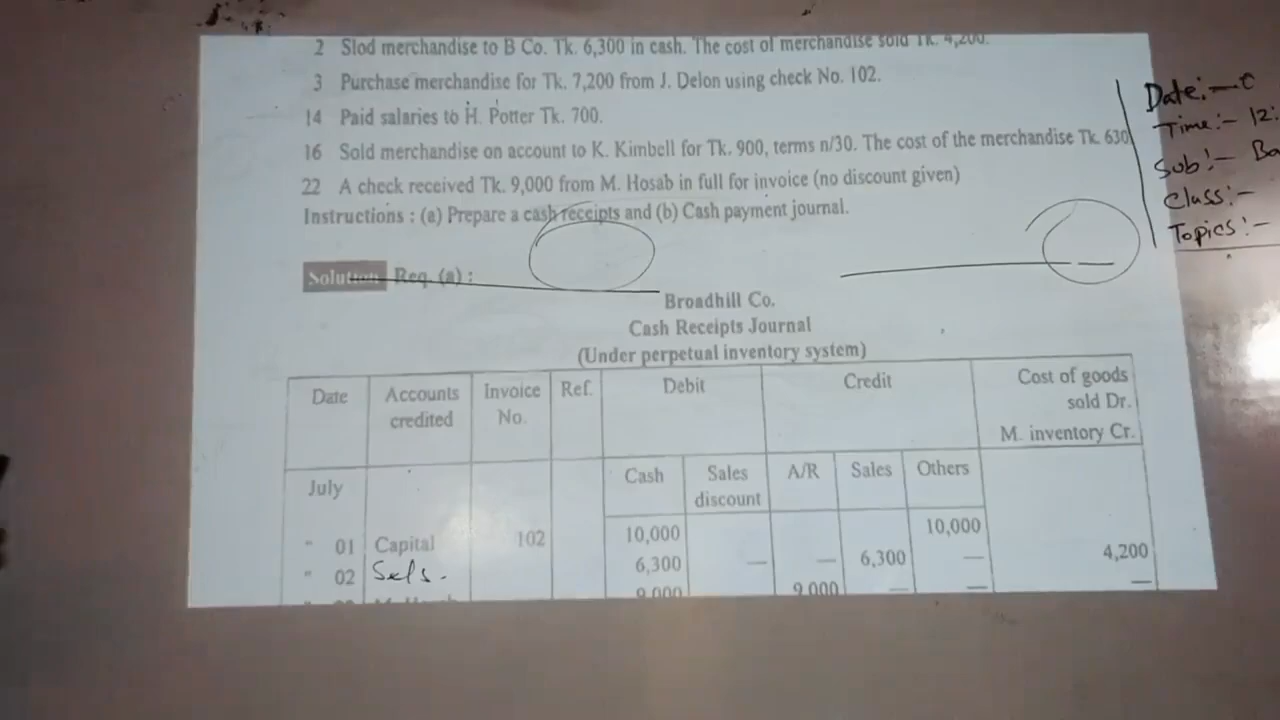 2 Slod merchandise to B Co. Tk. 6,300 in cash. The cost of merchandise sold Tk. 4,200.
3 Purchase merchandise for Tk. 7,200 from J. Delon using check No. 102.
14 Paid salaries to H. Potter Tk. 700.
16 Sold merchandise on account to K. Kimbell for Tk. 900, terms n/30. The cost of the merchandise Tk. 630
22 A check received Tk. 9,000 from M. Hosab in full for invoice (no discount given)
Instructions : (a) Prepare a cash receipts and (b) Cash payment journal.
Date:-
Time:- 12:
Sub:- Ba
Class:-
Topics:-
Solution Req. (a) :
Broadhill Co.
Cash Receipts Journal
(Under perpetual inventory system)
Date Accounts credited Invoice No. Ref. Debit Credit Cost of goods sold Dr. M. inventory Cr.
July Cash Sales discount A/R Sales Others
" 01 Capital 102 10,000 10,000
" 02 Sels. 6,300 — — 6,300 — 4,200
9,000 9,000 — — —